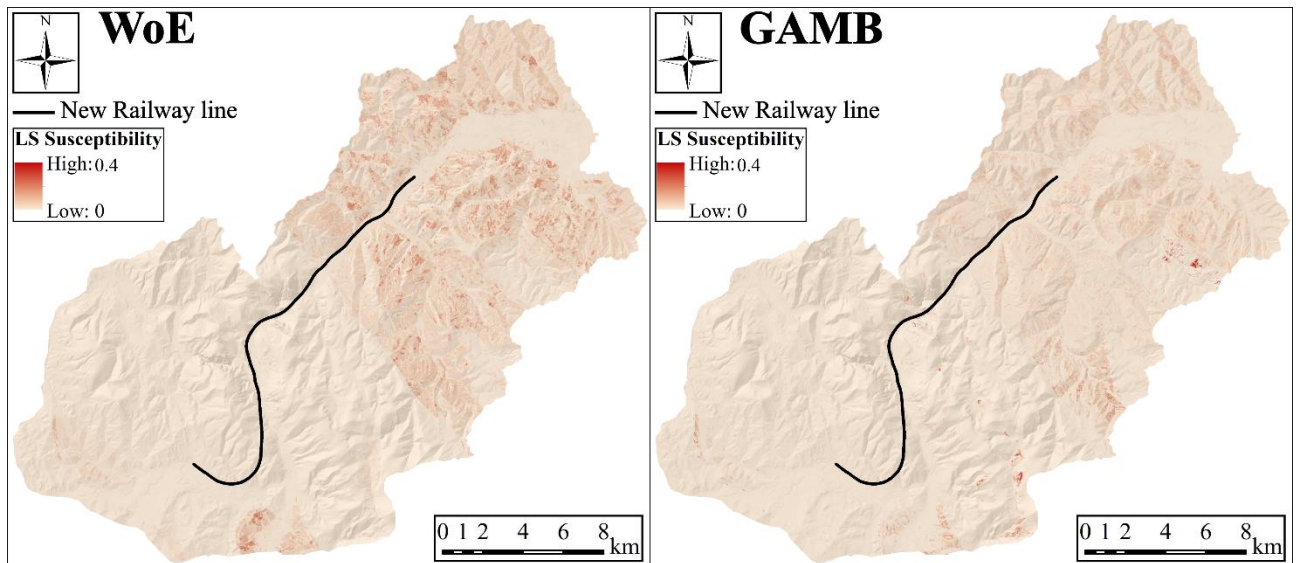 WoE
N
New Railway line
LS Susceptibility
High: 0.4
Low: 0
0 1 2 4 6 8
km
GAMB
N
New Railway line
LS Susceptibility
High: 0.4
Low: 0
0 1 2 4 6 8
km